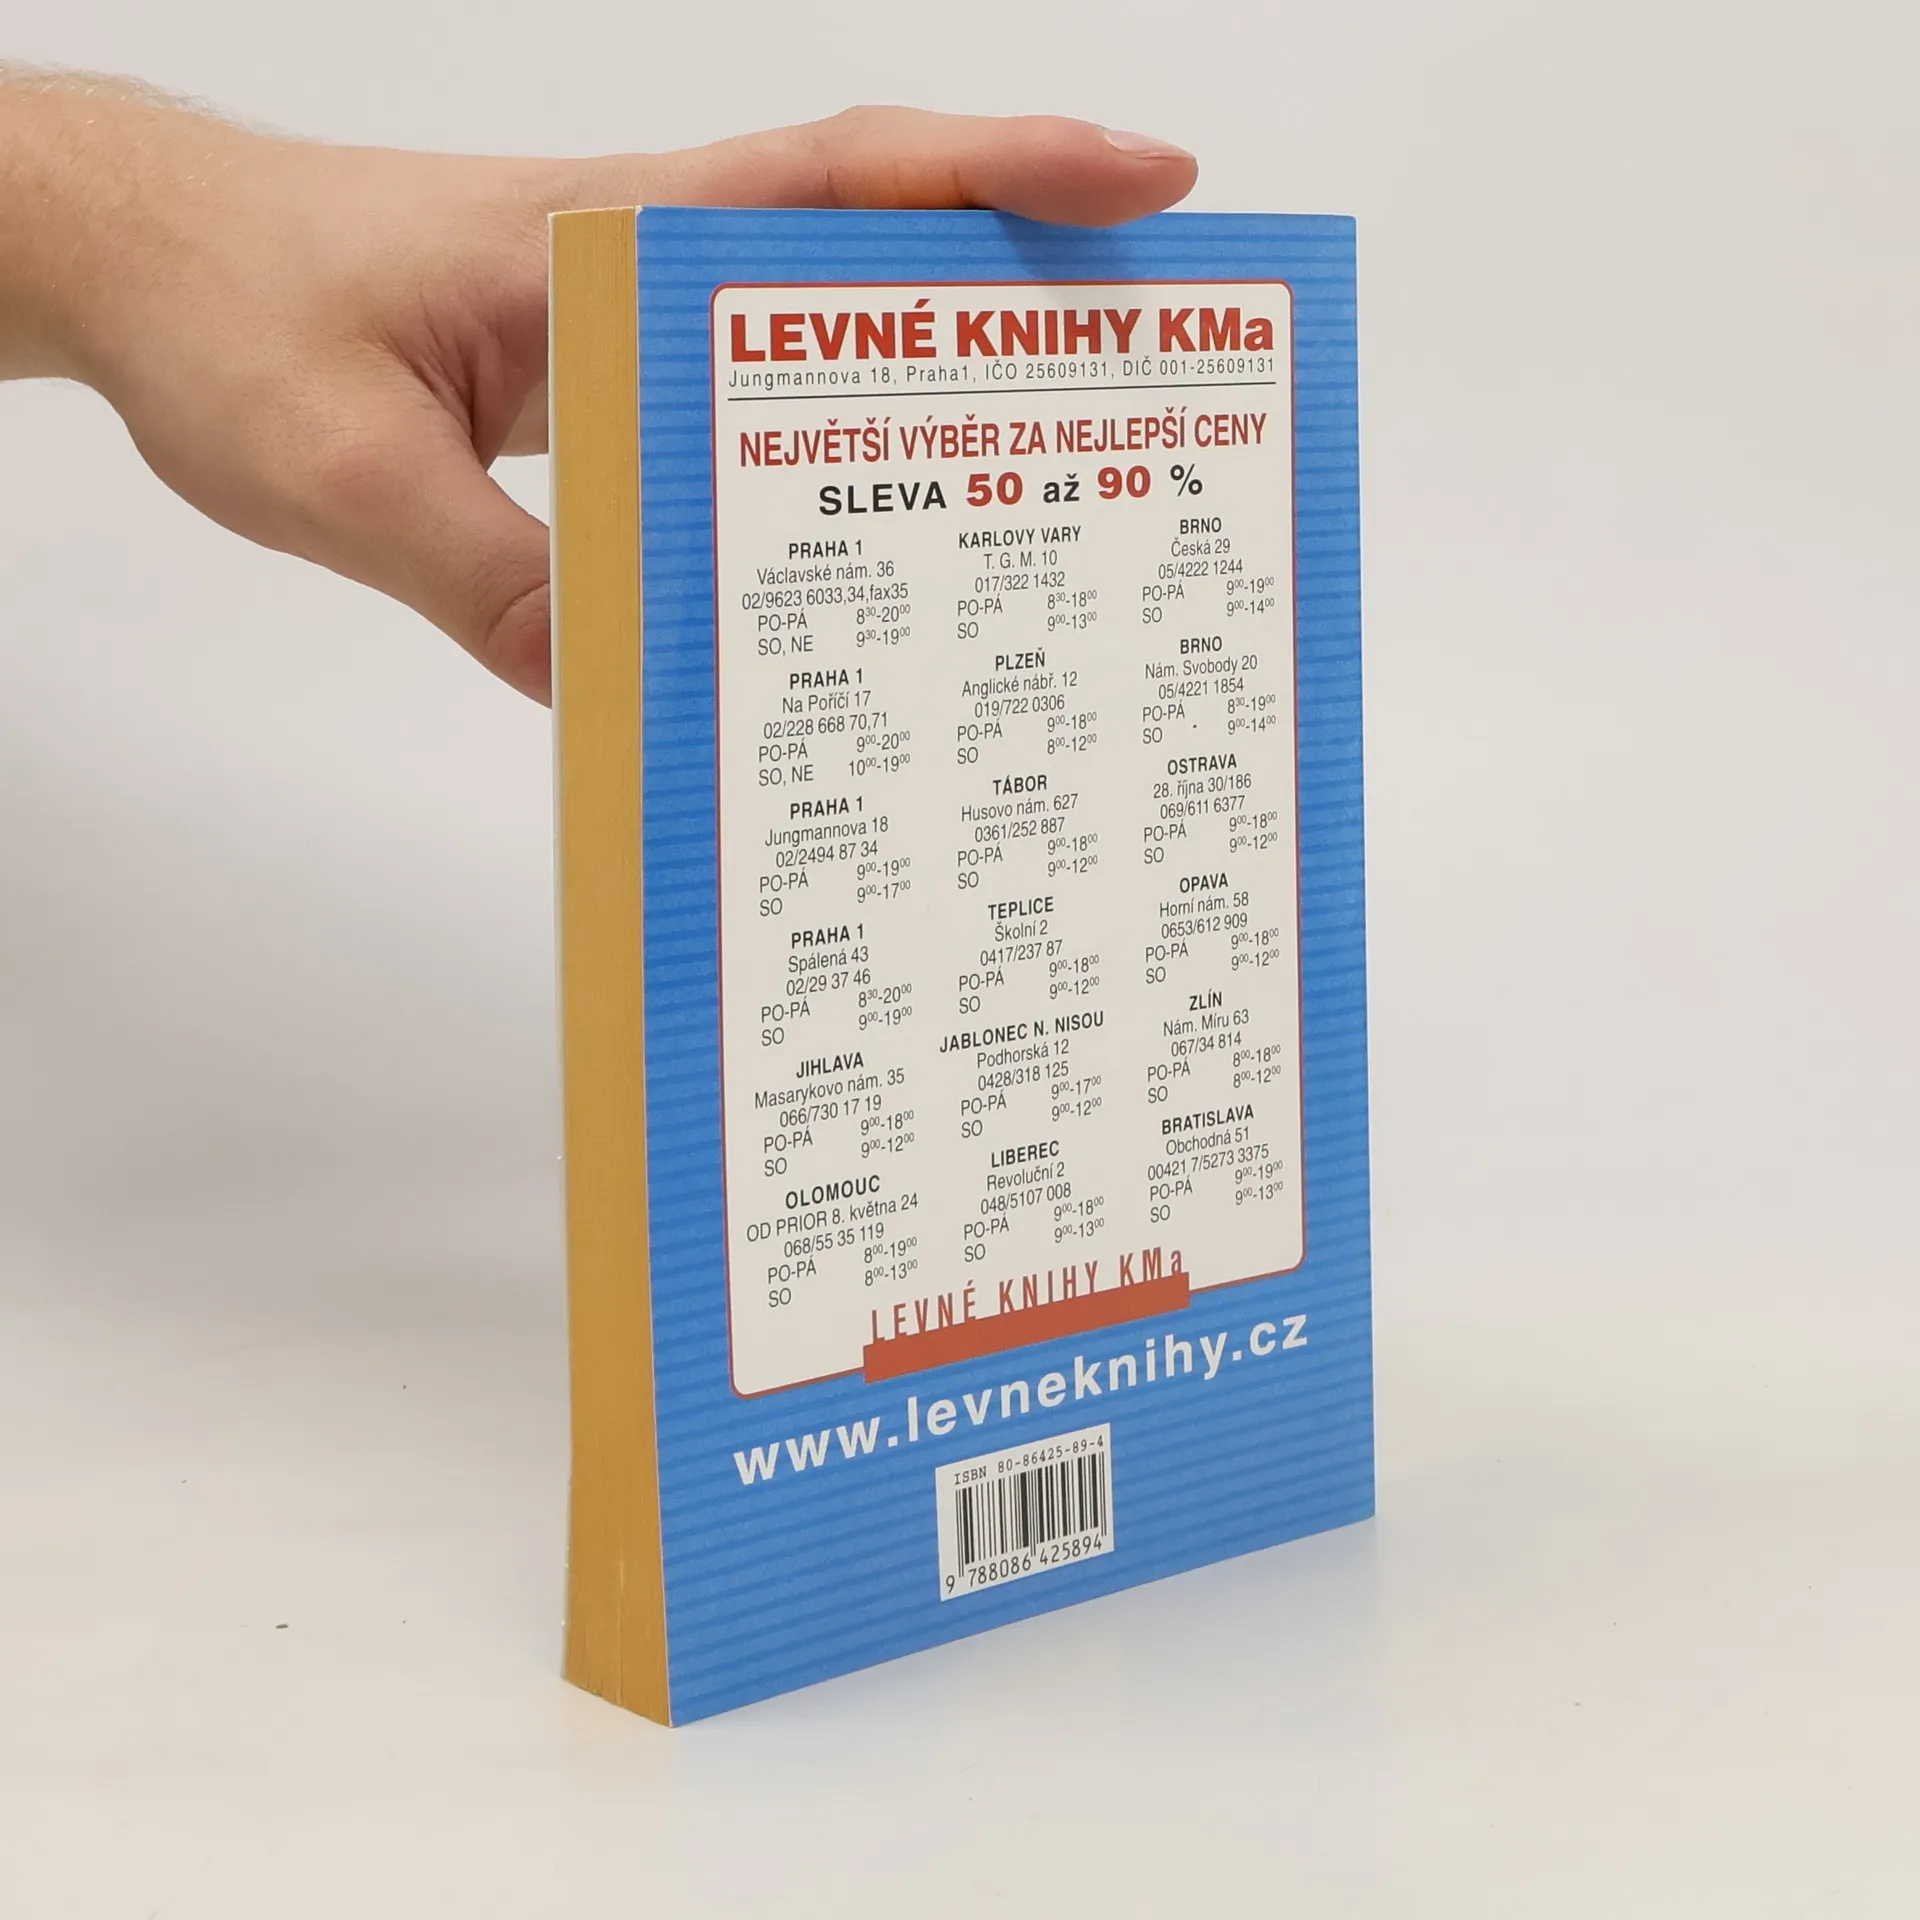 LEVNÉ KNIHY KMa
Jungmannova 18, Praha1, IČO 25609131, DIČ 001-25609131
NEJVĚTŠÍ VÝBĚR ZA NEJLEPŠÍ CENY
SLEVA 50 až 90 %
PRAHA 1
Václavské nám. 36
02/9623 6033,34,fax35
PO-PÁ 8³⁰-20⁰⁰
SO, NE 9³⁰-19⁰⁰
PRAHA 1
Na Poříčí 17
02/228 668 70,71
PO-PÁ 9⁰⁰-20⁰⁰
SO, NE 10⁰⁰-19⁰⁰
PRAHA 1
Jungmannova 18
02/2494 87 34
PO-PÁ 9⁰⁰-19⁰⁰
SO 9⁰⁰-17⁰⁰
PRAHA 1
Spálená 43
02/29 37 46
PO-PÁ 8³⁰-20⁰⁰
SO 9⁰⁰-19⁰⁰
JIHLAVA
Masarykovo nám. 35
066/730 17 19
PO-PÁ 9⁰⁰-18⁰⁰
SO 9⁰⁰-12⁰⁰
OLOMOUC
OD PRIOR 8. května 24
068/55 35 119
PO-PÁ 8⁰⁰-19⁰⁰
SO 8⁰⁰-13⁰⁰
KARLOVY VARY
T. G. M. 10
017/322 1432
PO-PÁ 8³⁰-18⁰⁰
SO 9⁰⁰-13⁰⁰
PLZEŇ
Anglické nábř. 12
019/722 0306
PO-PÁ 9⁰⁰-18⁰⁰
SO 8⁰⁰-12⁰⁰
TÁBOR
Husovo nám. 627
0361/252 887
PO-PÁ 9⁰⁰-18⁰⁰
SO 9⁰⁰-12⁰⁰
TEPLICE
Školní 2
0417/237 87
PO-PÁ 9⁰⁰-18⁰⁰
SO 9⁰⁰-12⁰⁰
JABLONEC N. NISOU
Podhorská 12
0428/318 125
PO-PÁ 9⁰⁰-17⁰⁰
SO 9⁰⁰-12⁰⁰
LIBEREC
Revoluční 2
048/5107 008
PO-PÁ 9⁰⁰-18⁰⁰
SO 9⁰⁰-13⁰⁰
BRNO
Česká 29
05/4222 1244
PO-PÁ 9⁰⁰-19⁰⁰
SO 9⁰⁰-14⁰⁰
BRNO
Nám. Svobody 20
05/4221 1854
PO-PÁ 8³⁰-19⁰⁰
SO 9⁰⁰-14⁰⁰
OSTRAVA
28. října 30/186
069/611 6377
PO-PÁ 9⁰⁰-18⁰⁰
SO 9⁰⁰-12⁰⁰
OPAVA
Horní nám. 58
0653/612 909
PO-PÁ 9⁰⁰-18⁰⁰
SO 9⁰⁰-12⁰⁰
ZLÍN
Nám. Míru 63
067/34 814
PO-PÁ 8⁰⁰-18⁰⁰
SO 8⁰⁰-12⁰⁰
BRATISLAVA
Obchodná 51
00421 7/5273 3375
PO-PÁ 9⁰⁰-19⁰⁰
SO 9⁰⁰-13⁰⁰
LEVNÉ KNIHY KMa
www.levneknihy.cz
ISBN 80-86425-89-4
9 788086 425894